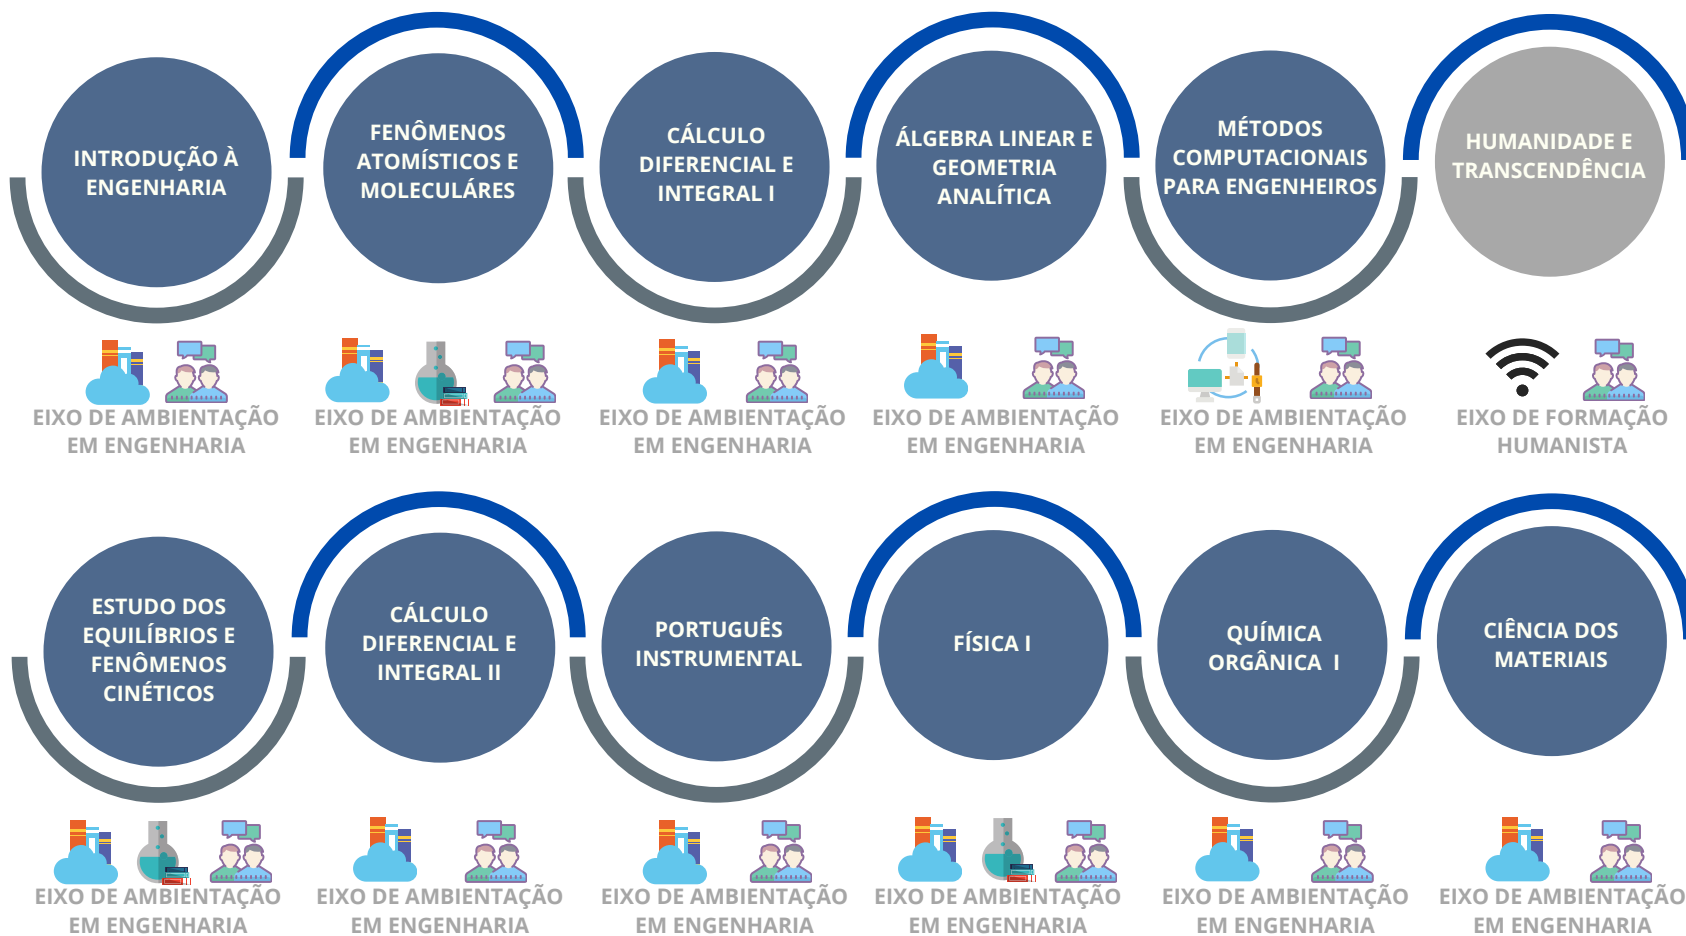 INTRODUÇÃO À
ENGENHARIA
FENÔMENOS
ATOMÍSTICOS E
MOLECULÁRES
CÁLCULO
DIFERENCIAL E
INTEGRAL I
ÁLGEBRA LINEAR E
GEOMETRIA
ANALÍTICA
MÉTODOS
COMPUTACIONAIS
PARA ENGENHEIROS
HUMANIDADE E
TRANSCENDÊNCIA
EIXO DE AMBIENTAÇÃO
EM ENGENHARIA
EIXO DE AMBIENTAÇÃO
EM ENGENHARIA
EIXO DE AMBIENTAÇÃO
EM ENGENHARIA
EIXO DE AMBIENTAÇÃO
EM ENGENHARIA
EIXO DE AMBIENTAÇÃO
EM ENGENHARIA
EIXO DE FORMAÇÃO
HUMANISTA
ESTUDO DOS
EQUILÍBRIOS E
FENÔMENOS
CINÉTICOS
CÁLCULO
DIFERENCIAL E
INTEGRAL II
PORTUGUÊS
INSTRUMENTAL
FÍSICA I
QUÍMICA
ORGÂNICA I
CIÊNCIA DOS
MATERIAIS
EIXO DE AMBIENTAÇÃO
EM ENGENHARIA
EIXO DE AMBIENTAÇÃO
EM ENGENHARIA
EIXO DE AMBIENTAÇÃO
EM ENGENHARIA
EIXO DE AMBIENTAÇÃO
EM ENGENHARIA
EIXO DE AMBIENTAÇÃO
EM ENGENHARIA
EIXO DE AMBIENTAÇÃO
EM ENGENHARIA